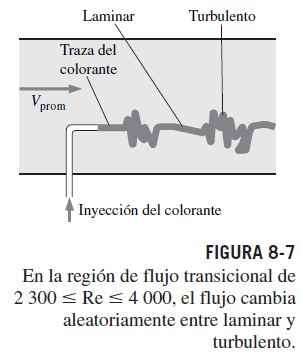 Laminar
Turbulento
Traza del
colorante
Vprom
Inyección del colorante
FIGURA 8-7
En la región de flujo transicional de
2 300 ≤ Re ≤ 4 000, el flujo cambia
aleatoriamente entre laminar y
turbulento.